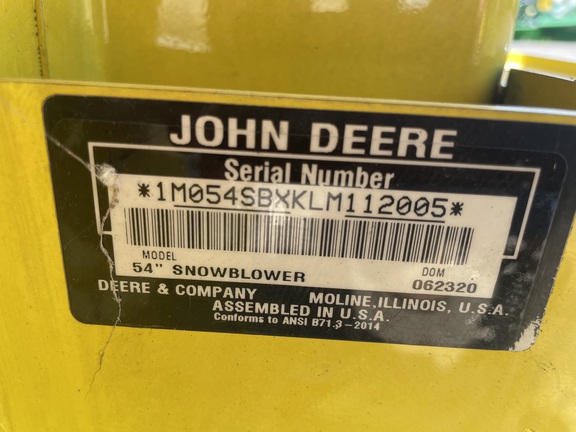 JOHN DEERE
Serial Number
*1M054SBXKLM112005*
MODEL DOM
54" SNOWBLOWER 062320
DEERE & COMPANY MOLINE, ILLINOIS, U.S.A.
ASSEMBLED IN U.S.A.
Conforms to ANSI B71.3-2014